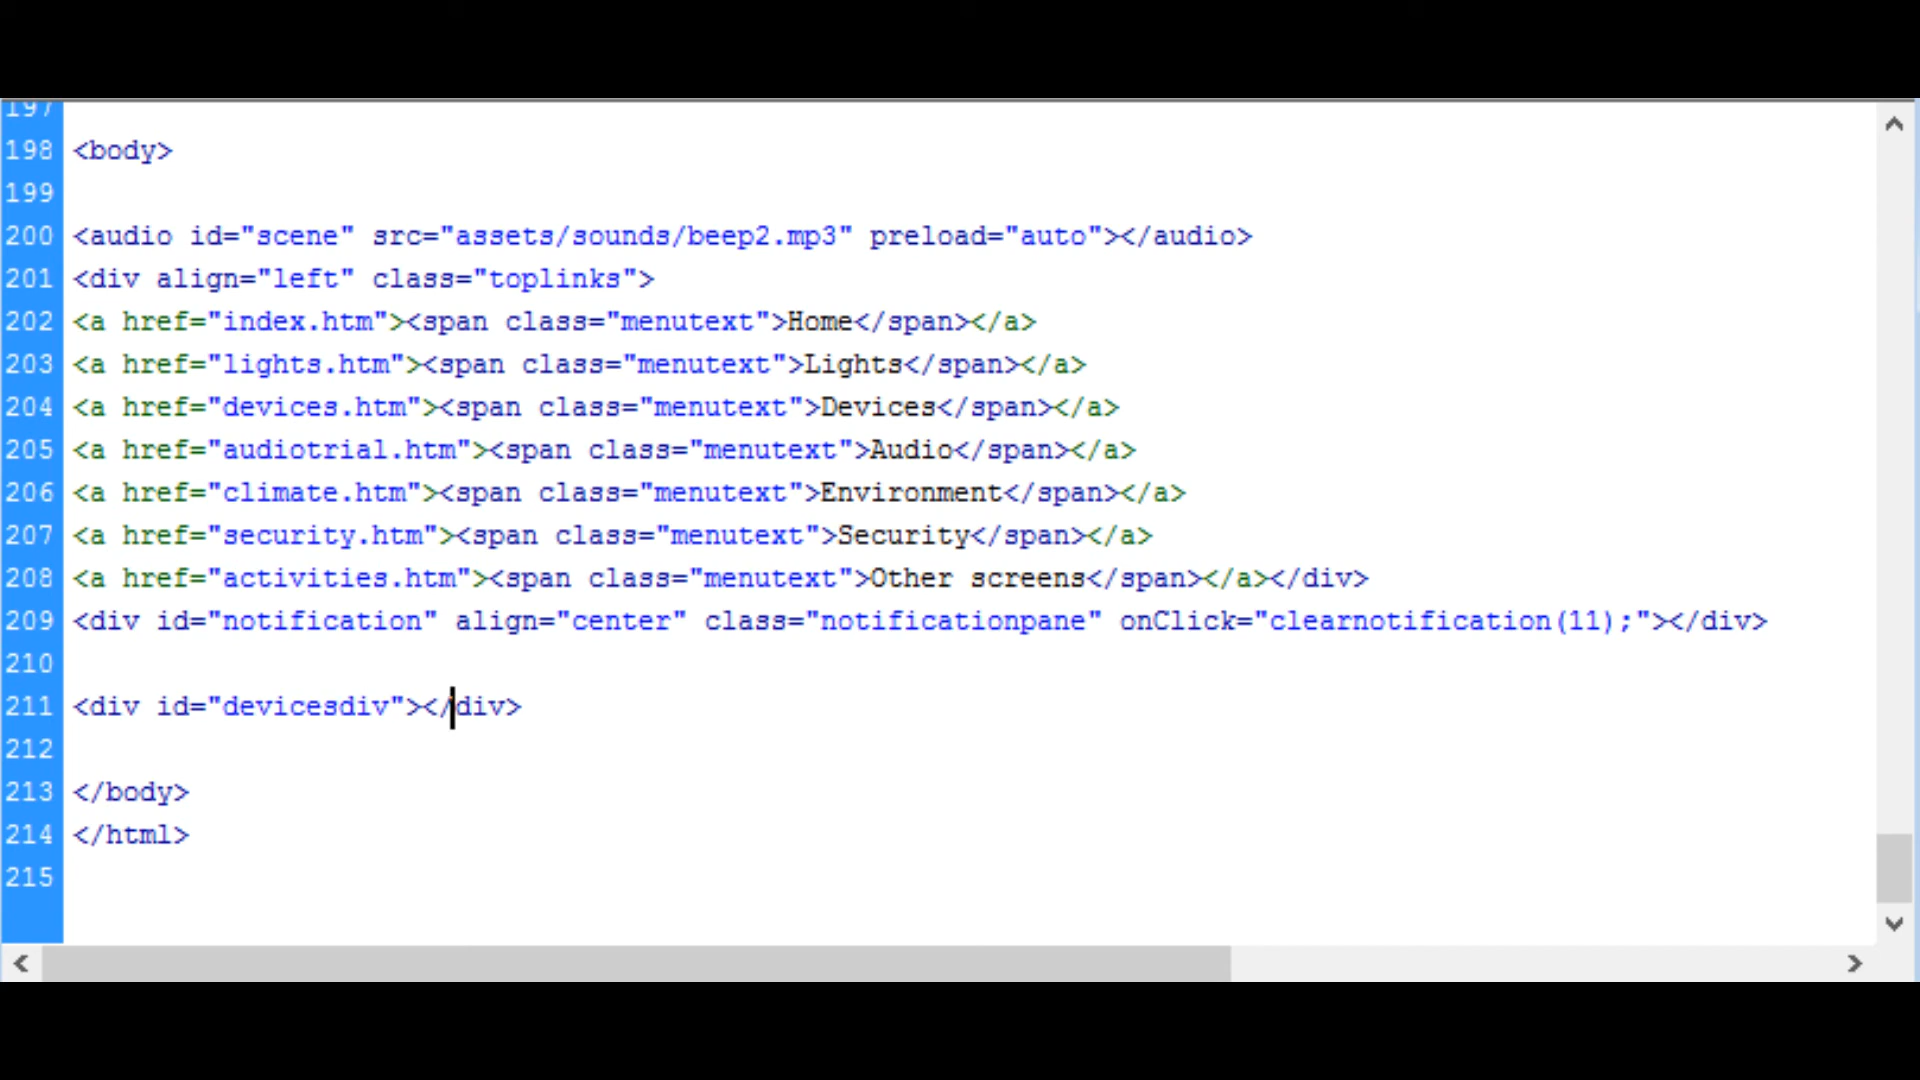 197
198 <body>
199
200 <audio id="scene" src="assets/sounds/beep2.mp3" preload="auto"></audio>
201 <div align="left" class="toplinks">
202 <a href="index.htm"><span class="menutext">Home</span></a>
203 <a href="lights.htm"><span class="menutext">Lights</span></a>
204 <a href="devices.htm"><span class="menutext">Devices</span></a>
205 <a href="audiotrial.htm"><span class="menutext">Audio</span></a>
206 <a href="climate.htm"><span class="menutext">Environment</span></a>
207 <a href="security.htm"><span class="menutext">Security</span></a>
208 <a href="activities.htm"><span class="menutext">Other screens</span></a></div>
209 <div id="notification" align="center" class="notificationpane" onClick="clearnotification(11);"></div>
210
211 <div id="devicesdiv"></div>
212
213 </body>
214 </html>
215